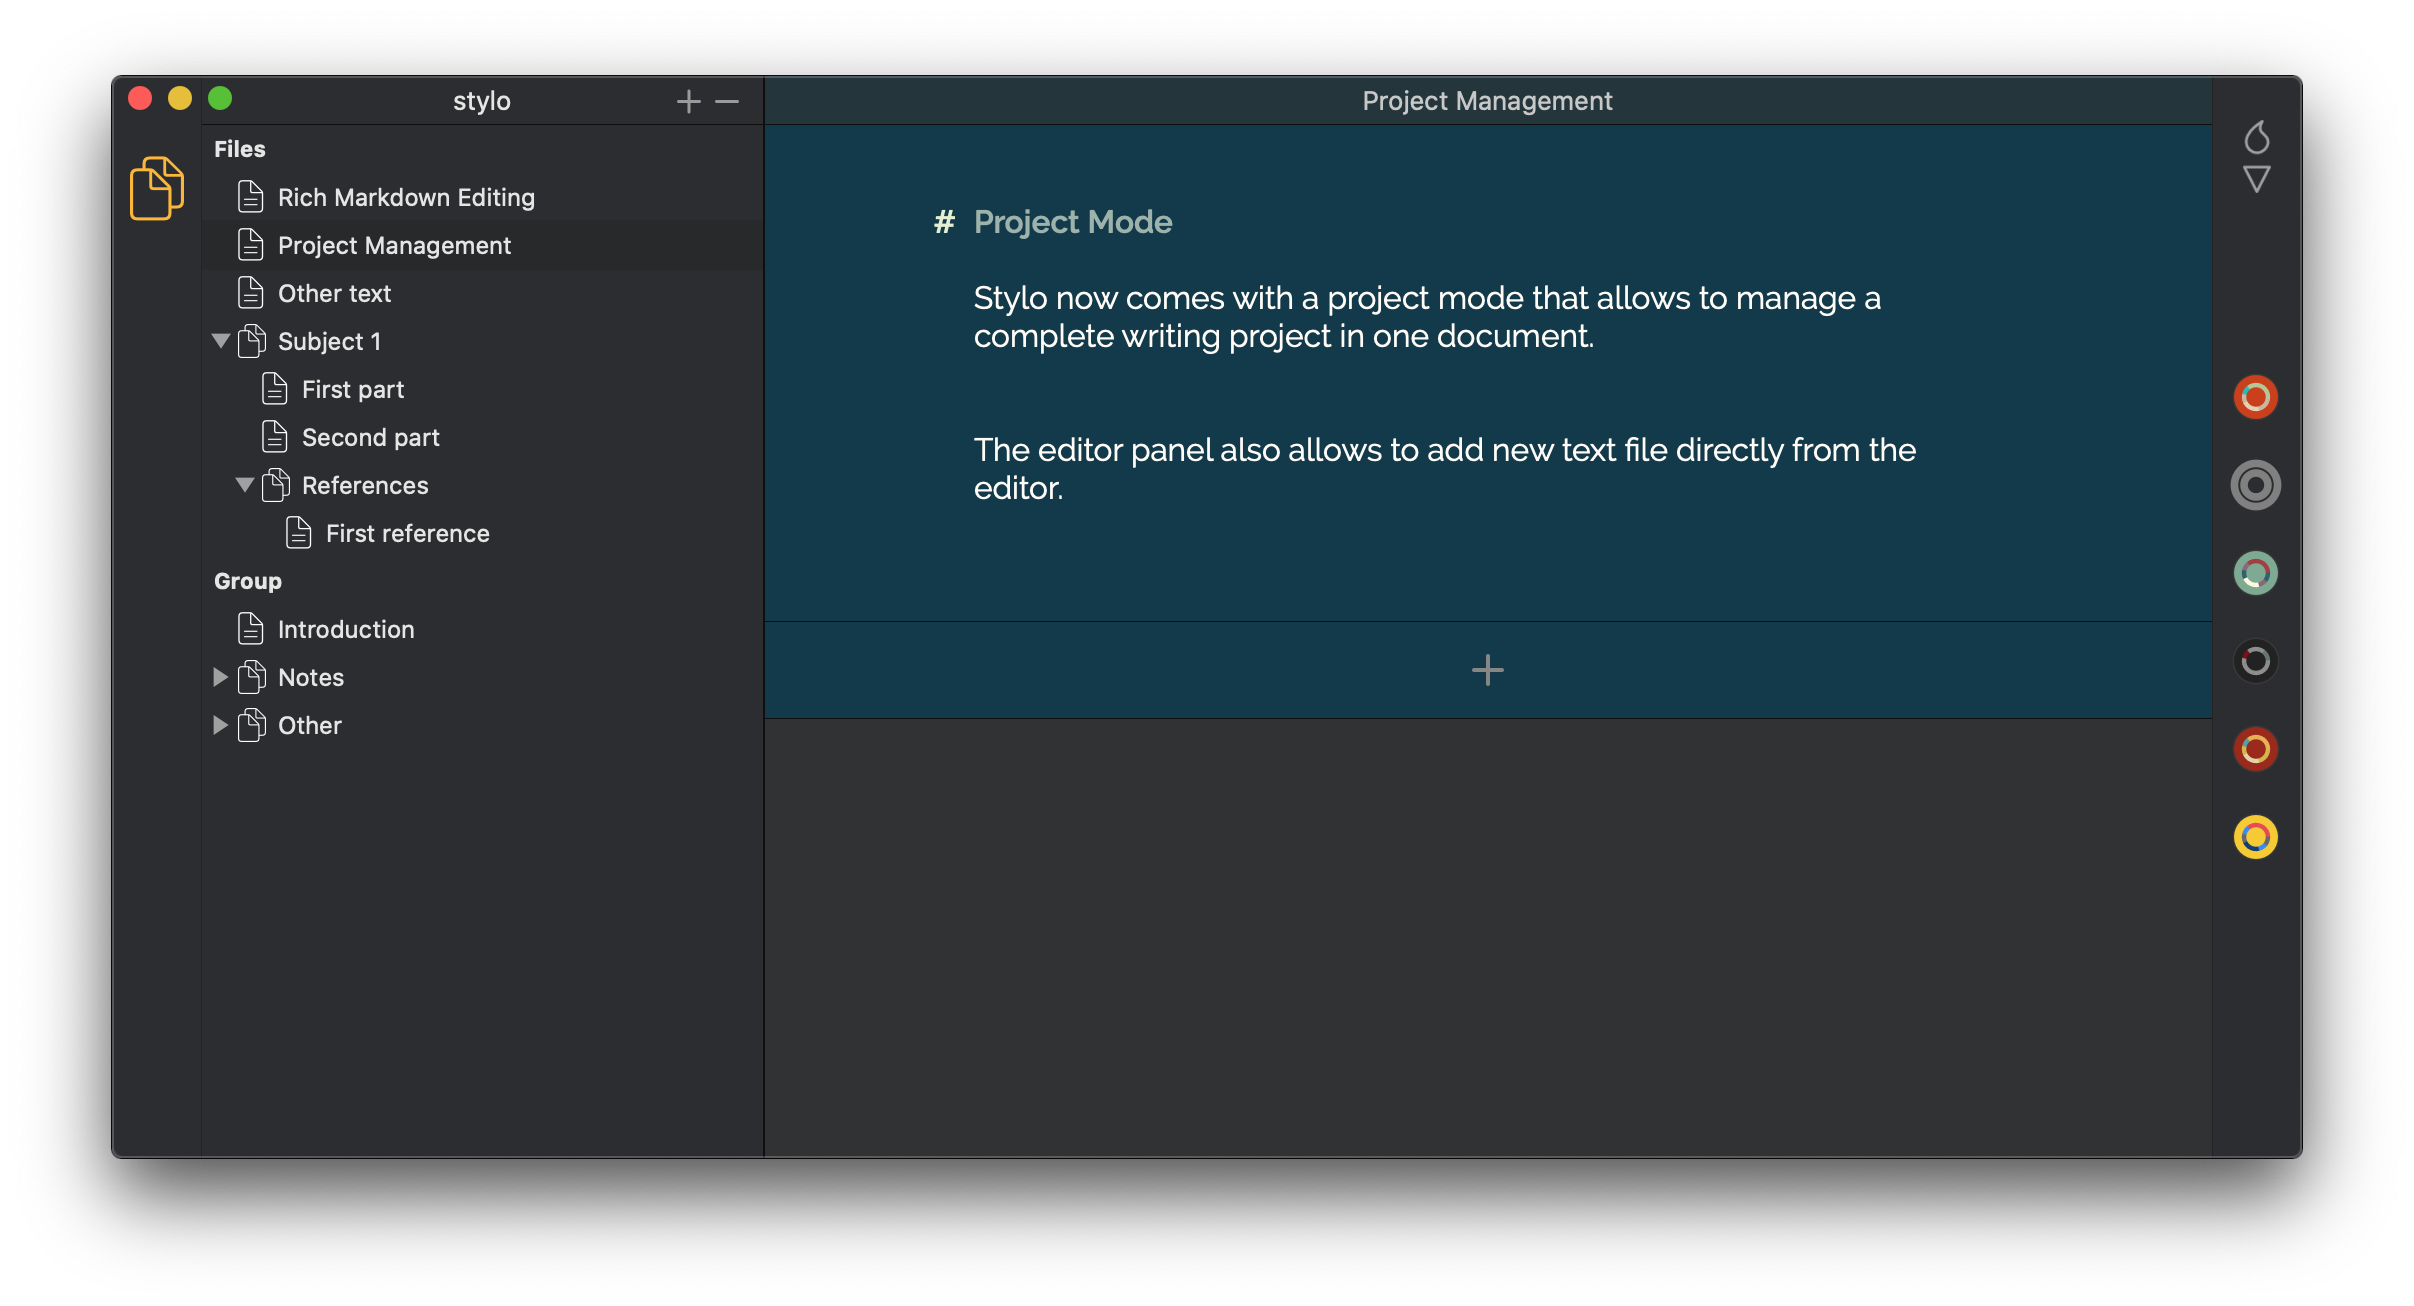 stylo
Files
Rich Markdown Editing
Project Management
Other text
Subject 1
First part
Second part
References
First reference
Group
Introduction
Notes
Other
Project Management
# Project Mode
Stylo now comes with a project mode that allows to manage a
complete writing project in one document.
The editor panel also allows to add new text file directly from the
editor.